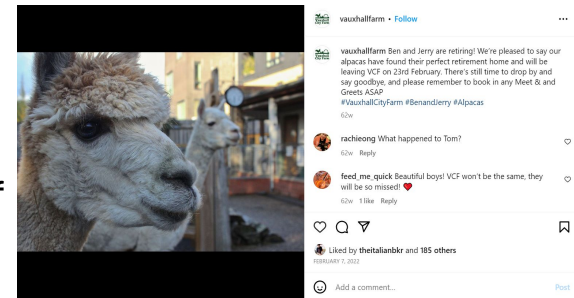 vauxhallfarm • Follow
vauxhallfarm Ben and Jerry are retiring! We're pleased to say our
alpacas have found their perfect retirement home and will be
leaving VCF on 23rd February. There's still time to drop by and
say goodbye, and please remember to book in any Meet & and
Greets ASAP
#VauxhallCityFarm #BenandJerry #Alpacas
62w
rachieong What happened to Tom?
62w Reply
feed_me_quick Beautiful boys! VCF won't be the same, they
will be so missed! ❤️
62w 1 like Reply
Liked by theitalianbkr and 185 others
FEBRUARY 7, 2022
Add a comment...
Post